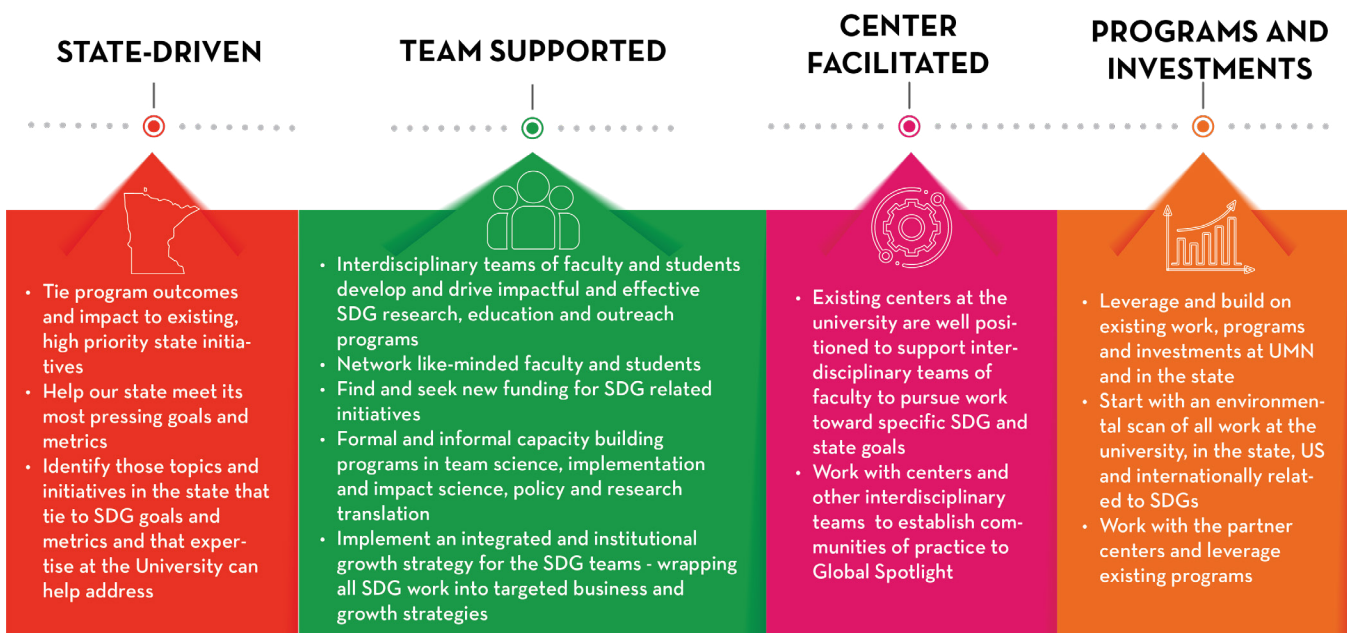 STATE-DRIVEN
• Tie program outcomes
and impact to existing,
high priority state initia-
tives
• Help our state meet its
most pressing goals and
metrics
• Identify those topics and
initiatives in the state that
tie to SDG goals and
metrics and that exper-
tise at the University can
help address
TEAM SUPPORTED
• Interdisciplinary teams of faculty and students
develop and drive impactful and effective
SDG research, education and outreach
programs
• Network like-minded faculty and students
• Find and seek new funding for SDG related
initiatives
• Formal and informal capacity building
programs in team science, implementation
and impact science, policy and research
translation
• Implement an integrated and institutional
growth strategy for the SDG teams - wrapping
all SDG work into targeted business and
growth strategies
CENTER
FACILITATED
• Existing centers at the
university are well posi-
tioned to support inter-
disciplinary teams of
faculty to pursue work
toward specific SDG and
state goals
• Work with centers and
other interdisciplinary
teams to establish com-
munities of practice to
Global Spotlight
PROGRAMS AND
INVESTMENTS
• Leverage and build on
existing work, programs
and investments at UMN
and in the state
• Start with an environmen-
tal scan of all work at the
university, in the state, US
and internationally relat-
ed to SDGs
• Work with the partner
centers and leverage
existing programs